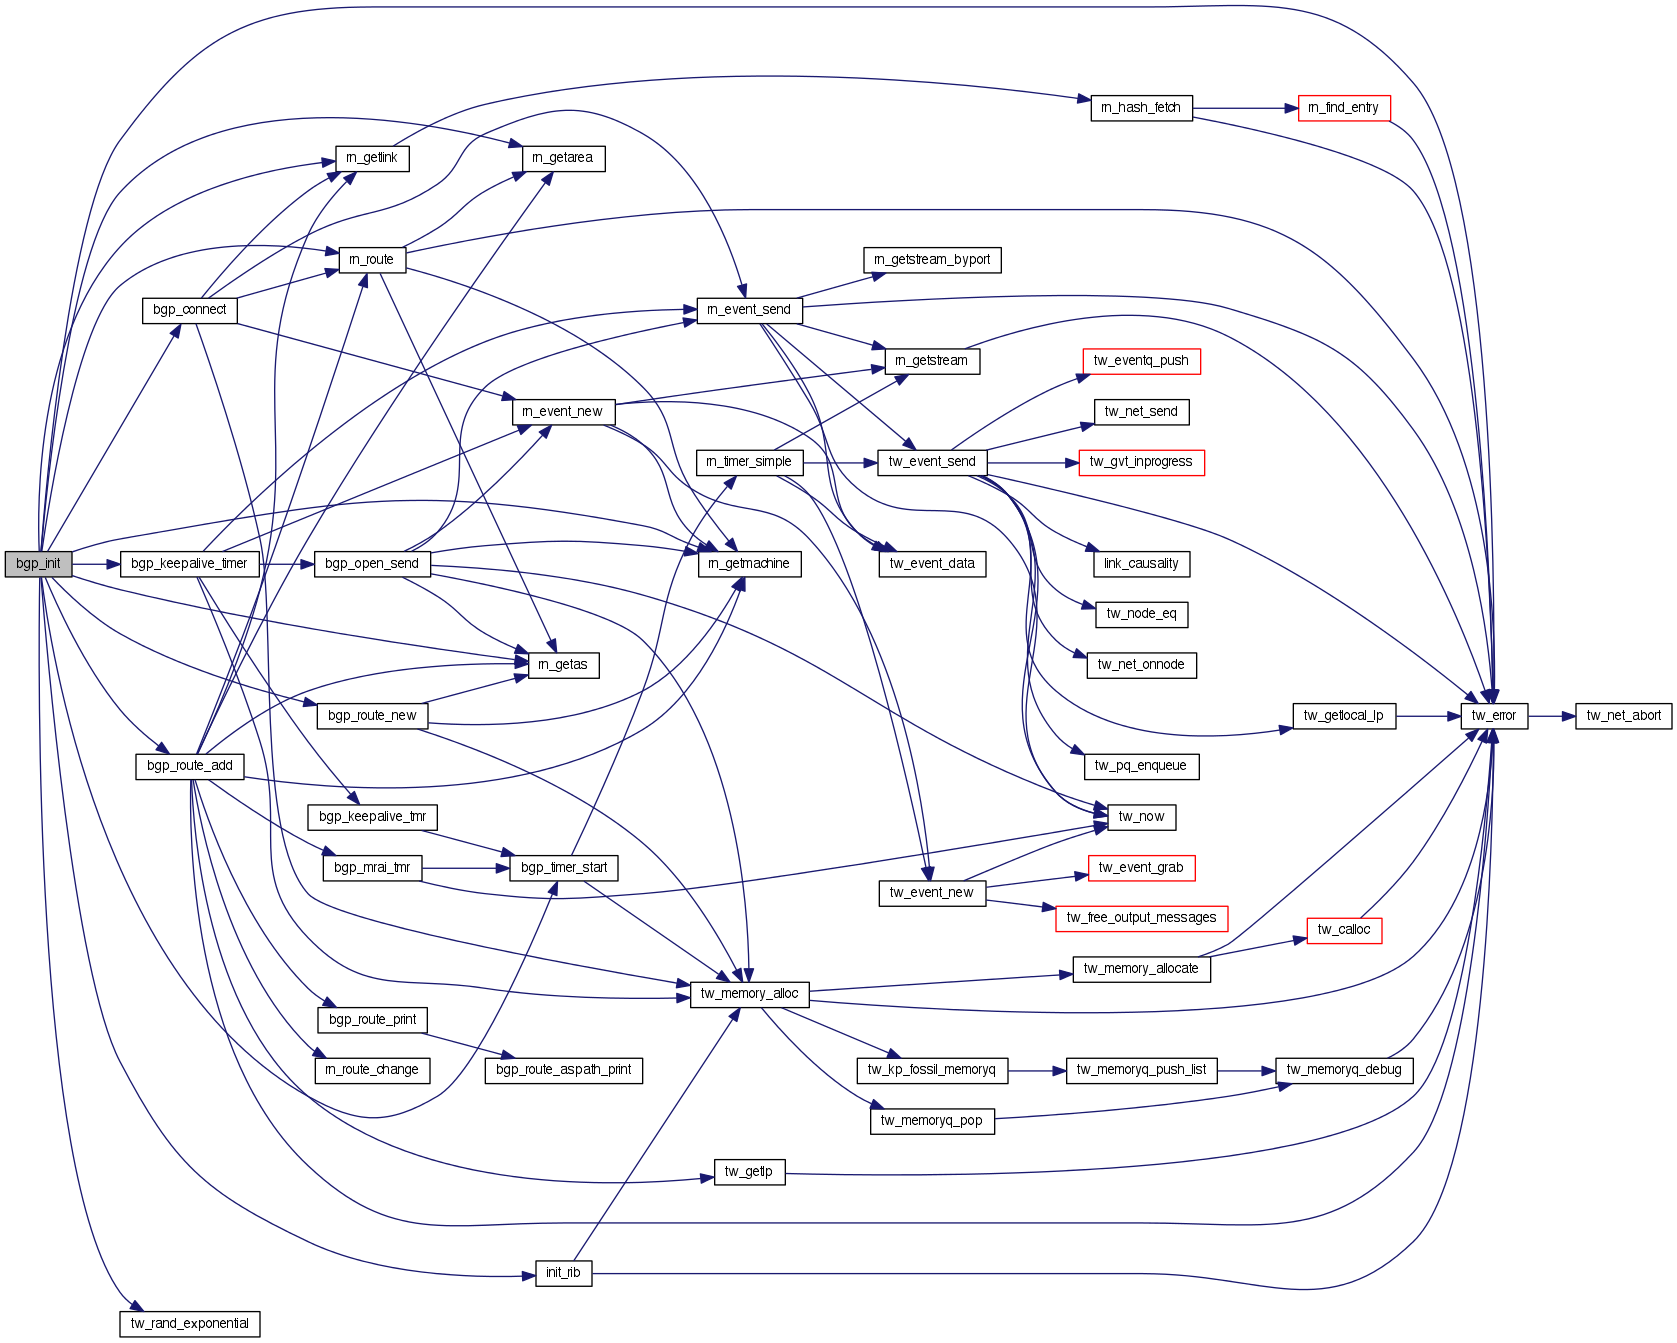 bgp_init
bgp_connect
bgp_keepalive_timer
bgp_route_add
tw_rand_exponential
rn_getlink
rn_route
bgp_open_send
bgp_route_new
bgp_keepalive_tmr
bgp_mrai_tmr
bgp_route_print
rn_route_change
rn_getarea
rn_event_new
rn_getas
bgp_timer_start
bgp_route_aspath_print
init_rib
rn_event_send
rn_timer_simple
rn_getmachine
tw_memory_alloc
tw_getlp
rn_getstream_byport
rn_getstream
tw_event_send
tw_event_data
tw_event_new
tw_kp_fossil_memoryq
tw_memoryq_pop
rn_hash_fetch
tw_eventq_push
tw_net_send
tw_gvt_inprogress
link_causality
tw_node_eq
tw_net_onnode
tw_pq_enqueue
tw_now
tw_event_grab
tw_free_output_messages
tw_memory_allocate
tw_memoryq_push_list
rn_find_entry
tw_getlocal_lp
tw_calloc
tw_memoryq_debug
tw_error
tw_net_abort